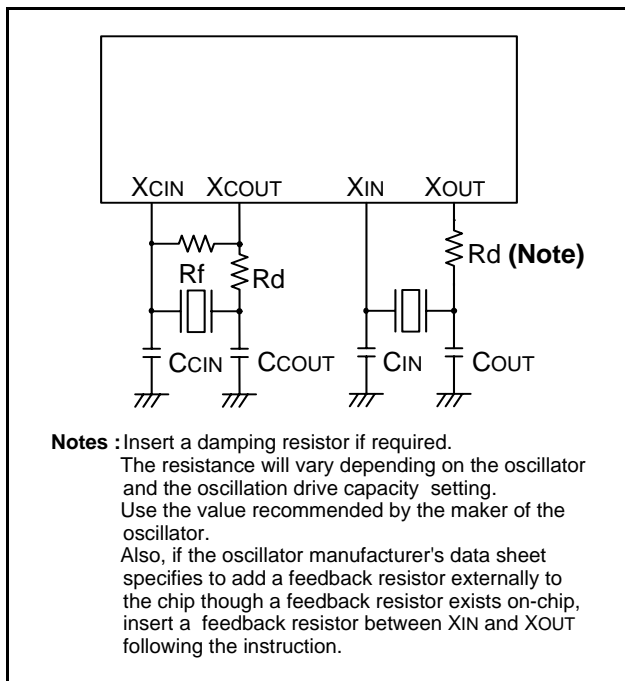 XCIN XCOUT XIN XOUT
Rf Rd Rd (Note)
CCIN CCOUT CIN COUT
Notes : Insert a damping resistor if required.
The resistance will vary depending on the oscillator
and the oscillation drive capacity setting.
Use the value recommended by the maker of the
oscillator.
Also, if the oscillator manufacturer's data sheet
specifies to add a feedback resistor externally to
the chip though a feedback resistor exists on-chip,
insert a feedback resistor between XIN and XOUT
following the instruction.